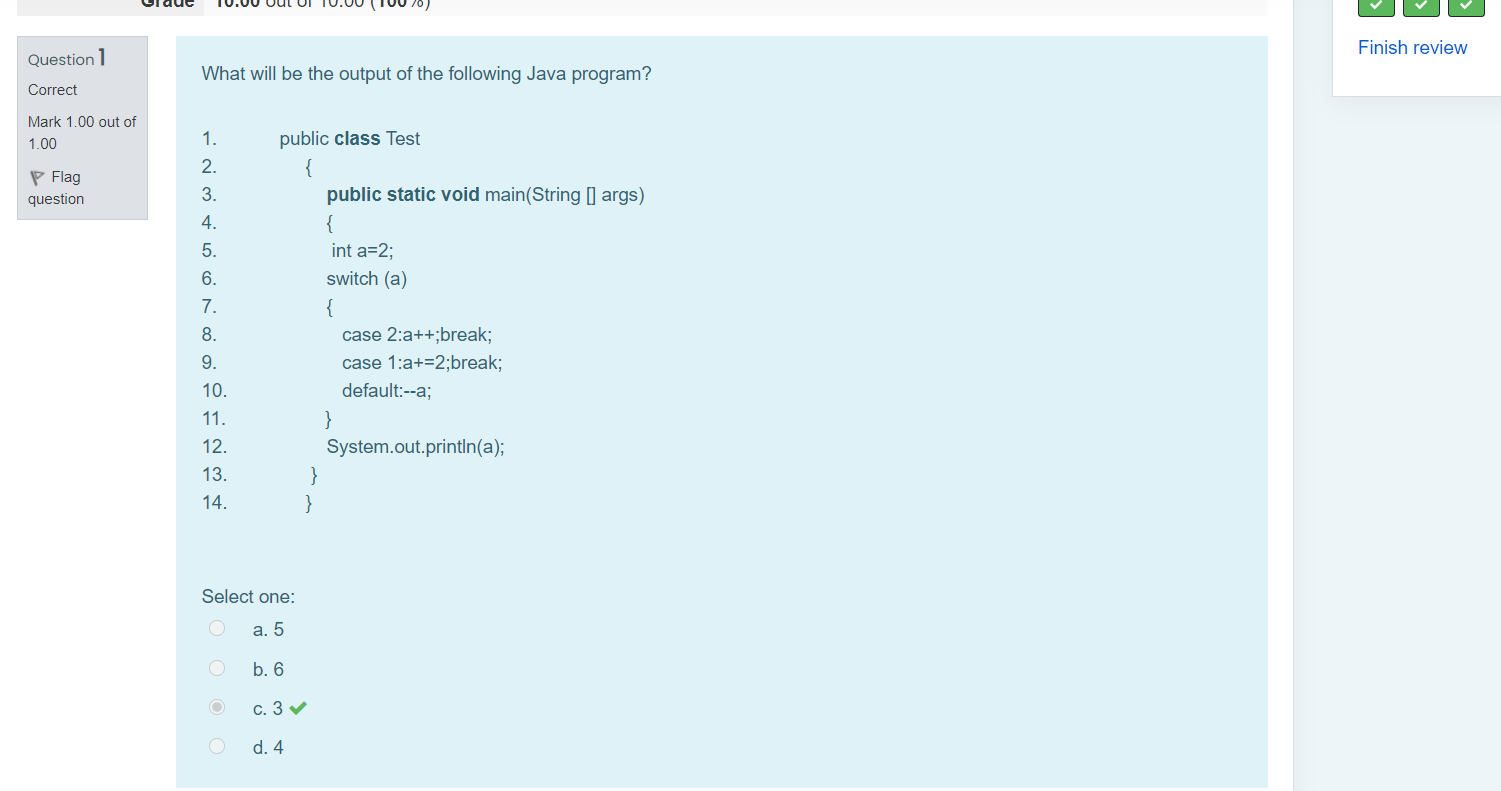 Grade 10.00 out of 10.00 (100%)
Finish review
Question 1
Correct
Mark 1.00 out of
1.00
Flag
question
What will be the output of the following Java program?
1. public class Test
2. {
3. public static void main(String [] args)
4. {
5. int a=2;
6. switch (a)
7. {
8. case 2:a++;break;
9. case 1:a+=2;break;
10. default:--a;
11. }
12. System.out.println(a);
13. }
14. }
Select one:
a. 5
b. 6
c. 3
d. 4